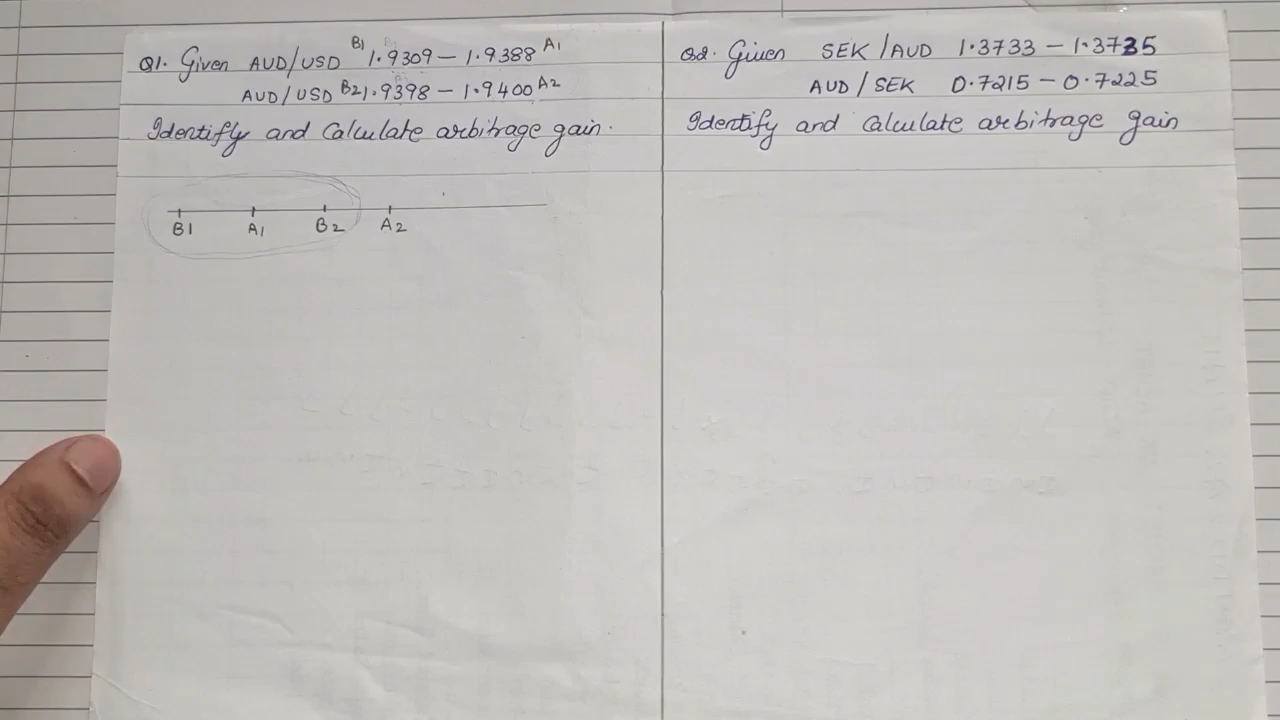 Q1. Given AUD/USD B1 1.9309 – 1.9388 A1
AUD/USD B2 1.9398 – 1.9400 A2
Identifly and calculate arbitrage gain.
B1 A1 B2 A2
Q2. Given SEK/AUD 1.3733 – 1.3735
AUD/SEK 0.7215 – 0.7225
Identify and calculate arbitrage gain